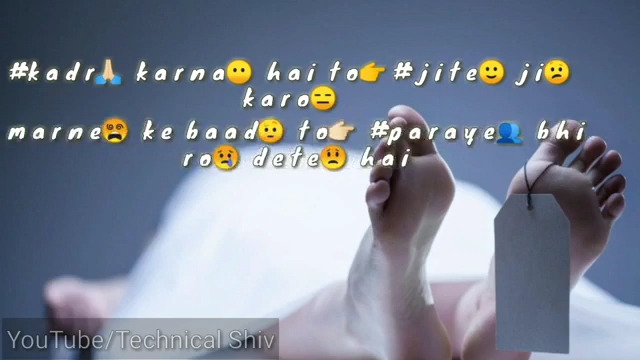 #kadr🙏🏻 karna😶 hai to👉 #jite🙂 ji😕
karo😑
marne😵 ke baad🤨 to👉🏼 #paraye👥 bhi
ro😢 dete😟 hai
YouTube/Technical Shiv